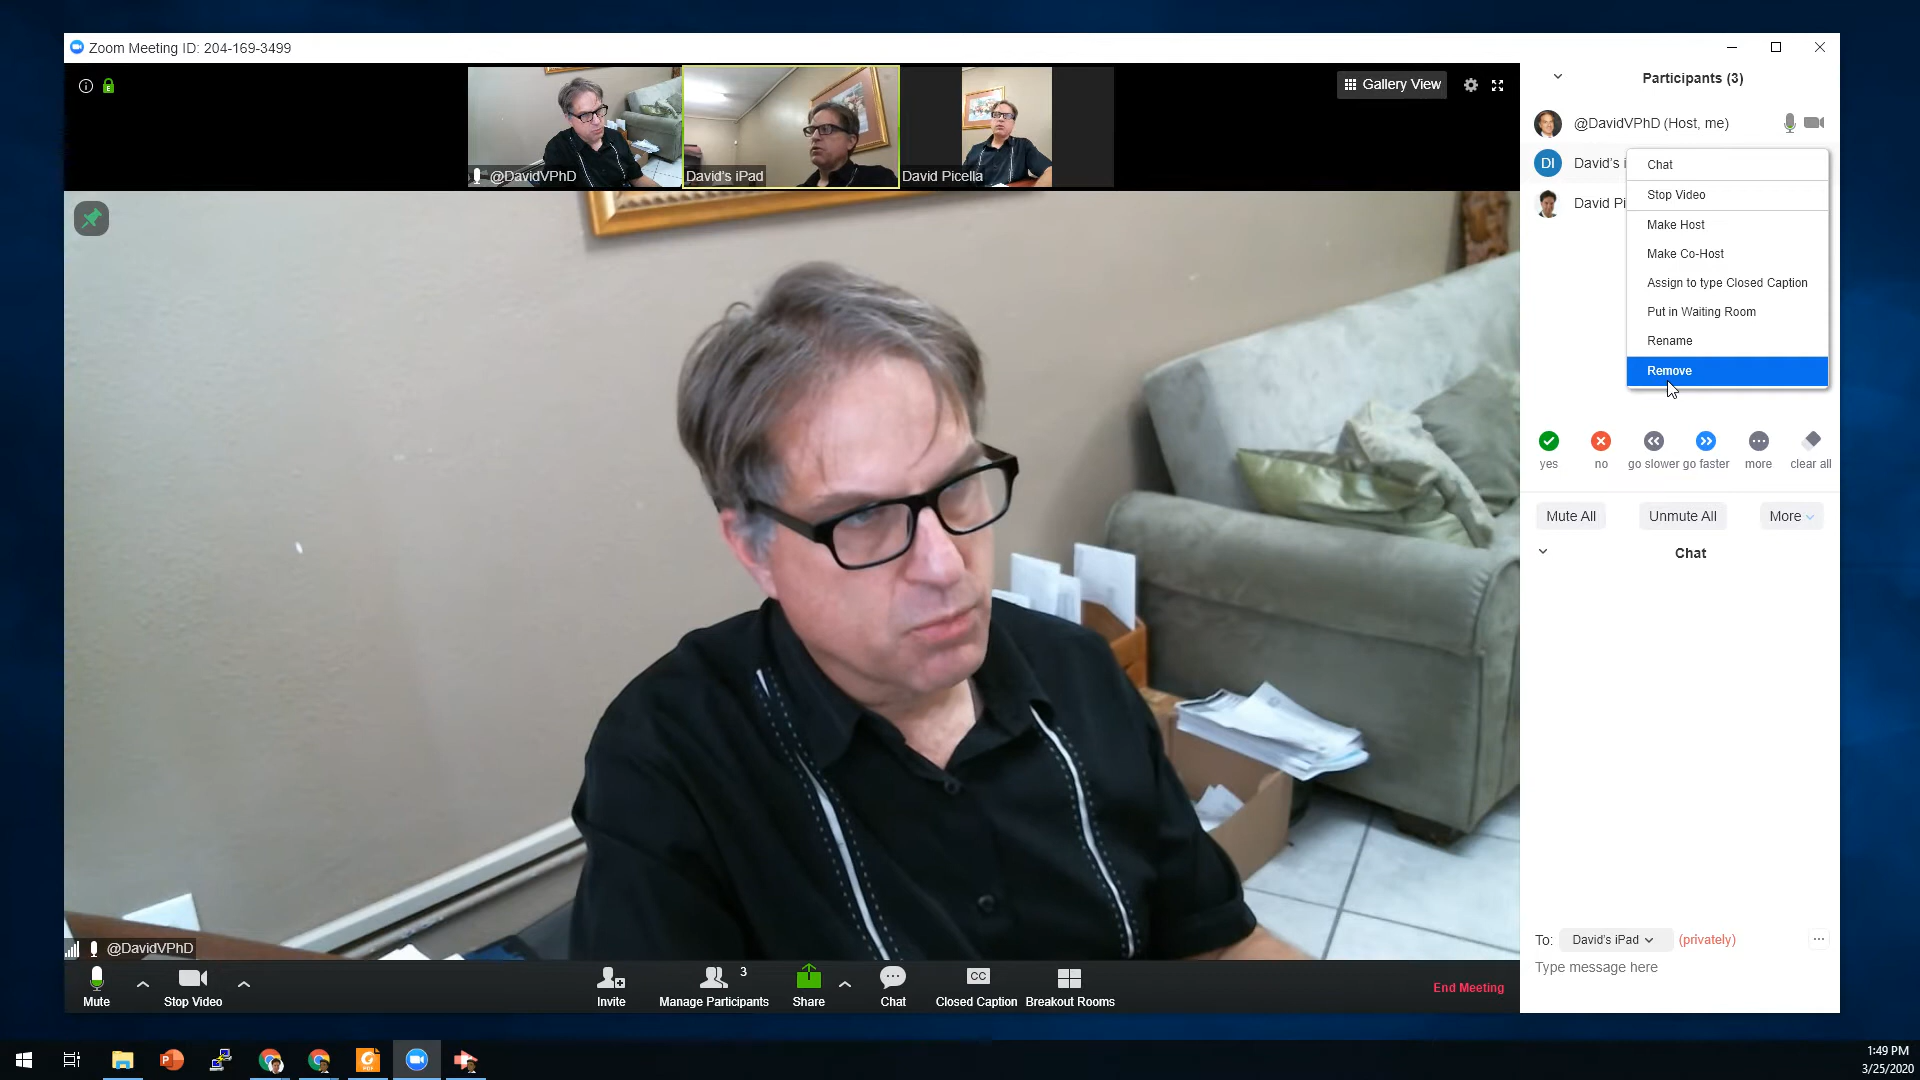 Zoom Meeting ID: 204-169-3499
Gallery View
@DavidVPhD
David's iPad
David Picella
Participants (3)
@DavidVPhD (Host, me)
DI
David's i
David Pi
Chat
Stop Video
Make Host
Make Co-Host
Assign to type Closed Caption
Put in Waiting Room
Rename
Remove
yes
no
go slower
go faster
more
clear all
Mute All
Unmute All
More
Chat
To: David's iPad (privately)
Type message here
@DavidVPhD
Mute
Stop Video
Invite
3
Manage Participants
Share
Chat
CC
Closed Caption
Breakout Rooms
End Meeting
1:49 PM
3/25/2020